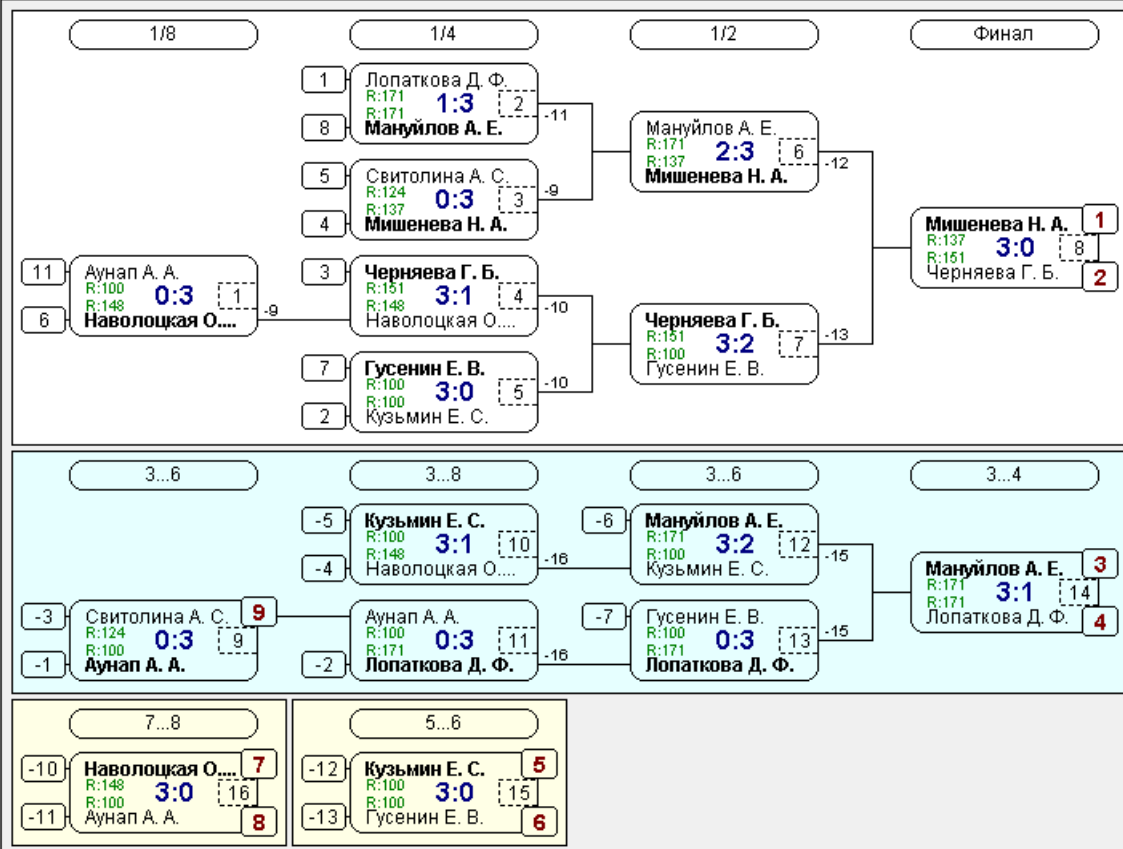 1/8
1/4
1/2
Финал
1
Лопаткова Д. Ф.
R:171
R:171
1:3
2
8
Мануйлов А. Е.
-11
5
Свитолина А. С.
R:124
R:137
0:3
3
4
Мишенева Н. А.
-9
Мануйлов А. Е.
R:171
R:137
2:3
6
Мишенева Н. А.
-12
11
Аунап А. А.
R:100
R:148
0:3
1
6
Наволоцкая О....
-9
3
Черняева Г. Б.
R:151
R:148
3:1
4
Наволоцкая О....
-10
7
Гусенин Е. В.
R:100
R:100
3:0
5
2
Кузьмин Е. С.
-10
Черняева Г. Б.
R:151
R:100
3:2
7
Гусенин Е. В.
-13
Мишенева Н. А.
1
R:137
R:151
3:0
8
Черняева Г. Б.
2
3...6
3...8
3...6
3...4
-5
Кузьмин Е. С.
R:100
R:148
3:1
10
-4
Наволоцкая О....
-16
-6
Мануйлов А. Е.
R:171
R:100
3:2
12
Кузьмин Е. С.
-15
-3
Свитолина А. С.
9
R:124
R:100
0:3
9
-1
Аунап А. А.
Аунап А. А.
R:100
R:171
0:3
11
-2
Лопаткова Д. Ф.
-16
-7
Гусенин Е. В.
R:100
R:171
0:3
13
Лопаткова Д. Ф.
-15
Мануйлов А. Е.
3
R:171
R:171
3:1
14
Лопаткова Д. Ф.
4
7...8
-10
Наволоцкая О....
7
R:148
R:100
3:0
16
-11
Аунап А. А.
8
5...6
-12
Кузьмин Е. С.
5
R:100
R:100
3:0
15
-13
Гусенин Е. В.
6